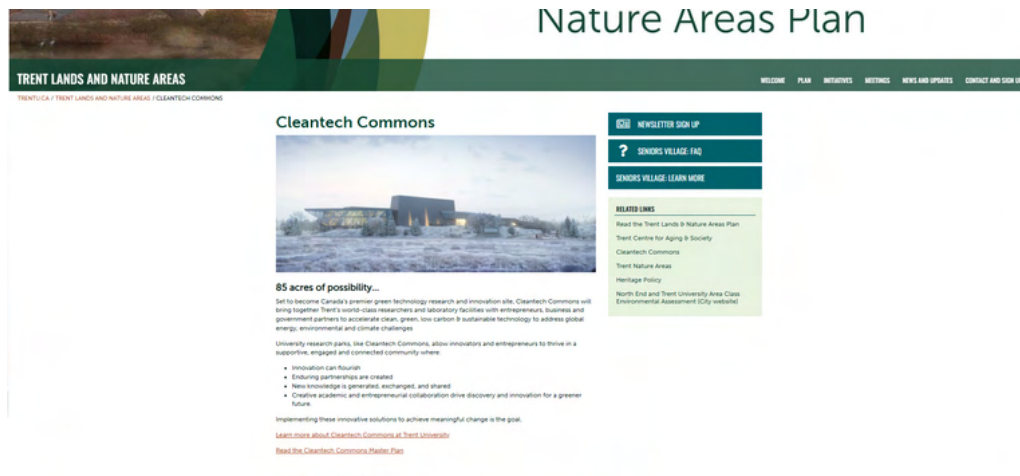 Nature Areas Plan
TRENT LANDS AND NATURE AREAS
WELCOME PLAN INITIATIVES MEETINGS NEWS AND UPDATES CONTACT AND SIGN U
TRENTU.CA / TRENT LANDS AND NATURE AREAS / CLEANTECH COMMONS
Cleantech Commons
85 acres of possibility...
Set to become Canada's premier green technology research and innovation site, Cleantech Commons will
bring together Trent's world-class researchers and laboratory facilities with entrepreneurs, business and
government partners to accelerate clean, green, low carbon & sustainable technology to address global
energy, environmental and climate challenges
University research parks, like Cleantech Commons, allow innovators and entrepreneurs to thrive in a
supportive, engaged and connected community where:
• Innovation can flourish
• Enduring partnerships are created
• New knowledge is generated, exchanged, and shared
• Creative academic and entrepreneurial collaboration drive discovery and innovation for a greener
future.
Implementing these innovative solutions to achieve meaningful change is the goal.
Learn more about Cleantech Commons at Trent University
Read the Cleantech Commons Master Plan
NEWSLETTER SIGN UP
? SENIORS VILLAGE: FAQ
SENIORS VILLAGE: LEARN MORE
RELATED LINKS
Read the Trent Lands & Nature Areas Plan
Trent Centre for Aging & Society
Cleantech Commons
Trent Nature Areas
Heritage Policy
North End and Trent University Area Class
Environmental Assessment (City website)